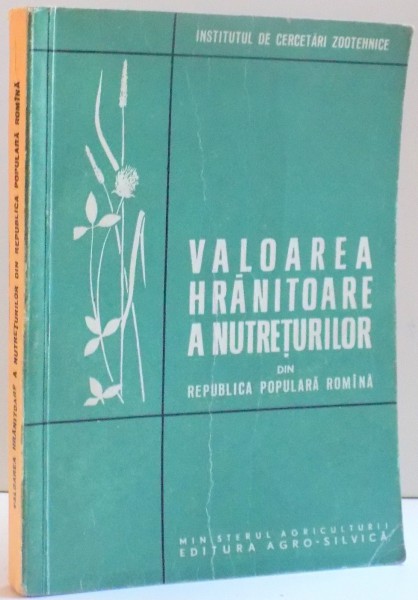 INSTITUTUL DE CERCETĂRI ZOOTEHNICE
VALOAREA
HRĂNITOARE
A NUTREȚURILOR
DIN
REPUBLICA POPULARĂ ROMÎNĂ
MINISTERUL AGRICULTURII
EDITURA AGRO-SILVICĂ
VALOAREA HRĂNITOARE A NUTREȚURILOR DIN REPUBLICA POPULARĂ ROMÎNĂ